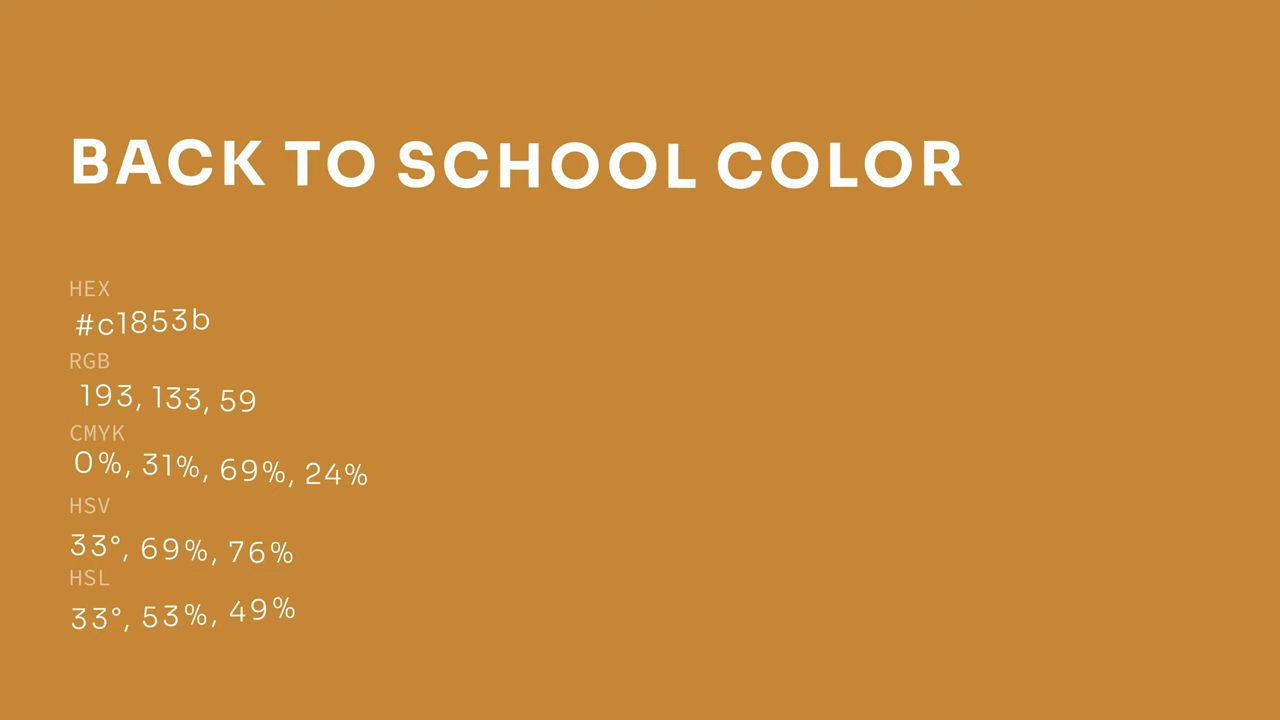 BACK TO SCHOOL COLOR
HEX
#c1853b
RGB
193, 133, 59
CMYK
0%, 31%, 69%, 24%
HSV
33°, 69%, 76%
HSL
33°, 53%, 49%